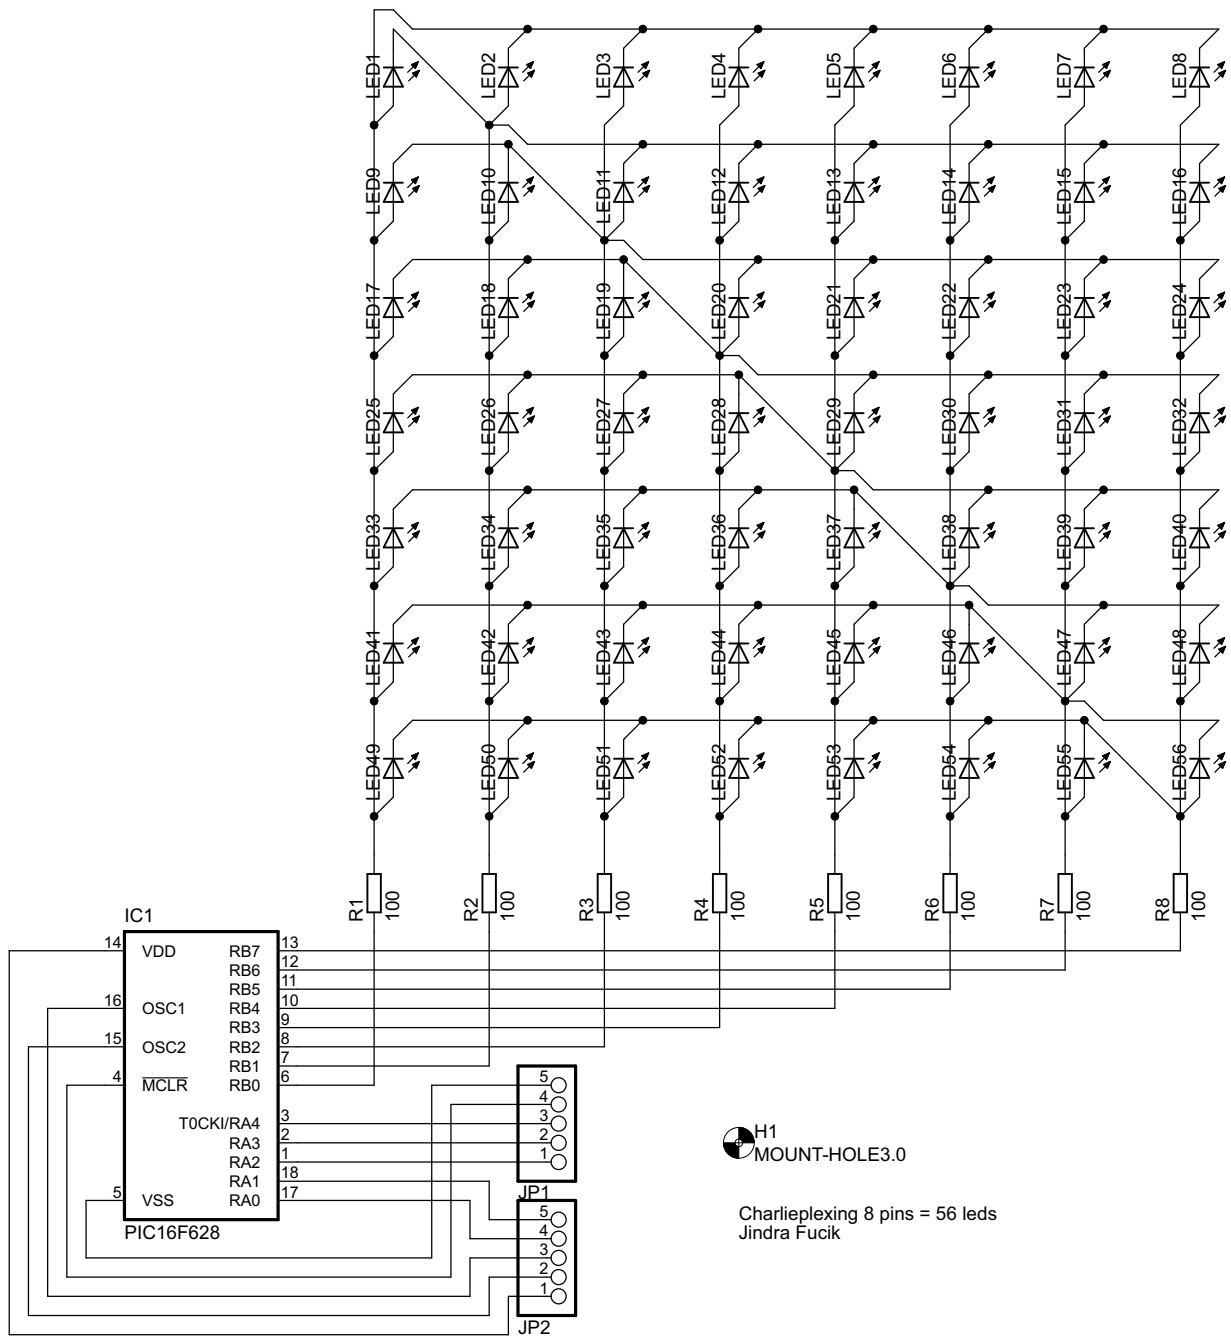 LED1 LED2 LED3 LED4 LED5 LED6 LED7 LED8
LED9 LED10 LED11 LED12 LED13 LED14 LED15 LED16
LED17 LED18 LED19 LED20 LED21 LED22 LED23 LED24
LED25 LED26 LED27 LED28 LED29 LED30 LED31 LED32
LED33 LED34 LED35 LED36 LED37 LED38 LED39 LED40
LED41 LED42 LED43 LED44 LED45 LED46 LED47 LED48
LED49 LED50 LED51 LED52 LED53 LED54 LED55 LED56
R1 100 R2 100 R3 100 R4 100 R5 100 R6 100 R7 100 R8 100
IC1
14 VDD RB7 13
RB6 12
RB5 11
16 OSC1 RB4 10
RB3 9
15 OSC2 RB2 8
RB1 7
4 MCLR RB0 6
T0CKI/RA4 3
RA3 2
RA2 1
RA1 18
5 VSS RA0 17
PIC16F628
5
4
3
2
1
JP1
5
4
3
2
1
JP2
H1
MOUNT-HOLE3.0
Charlieplexing 8 pins = 56 leds
Jindra Fucik